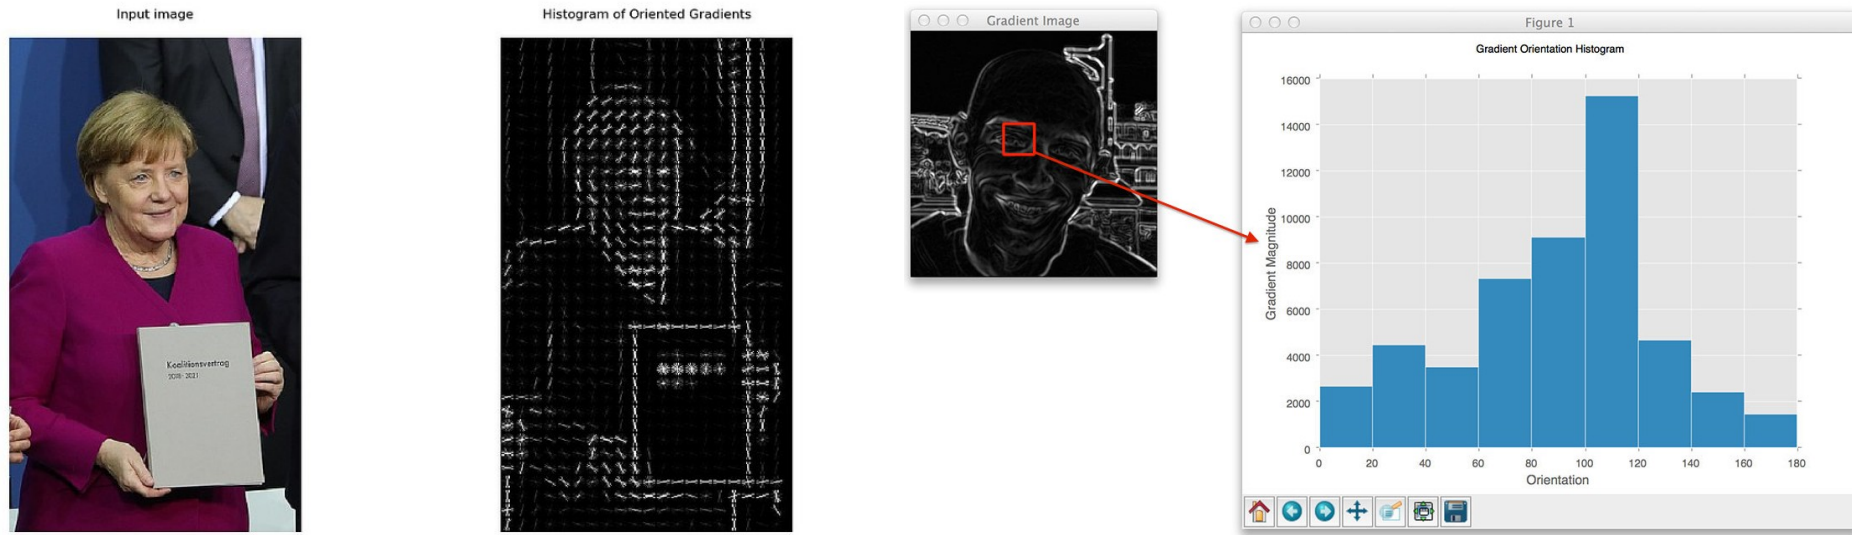 Input image
Koalitionsvertrag
2018-2021
Histogram of Oriented Gradients
Gradient Image
Figure 1
Gradient Orientation Histogram
Gradient Magnitude
16000
14000
12000
10000
8000
6000
4000
2000
0
0 20 40 60 80 100 120 140 160 180
Orientation